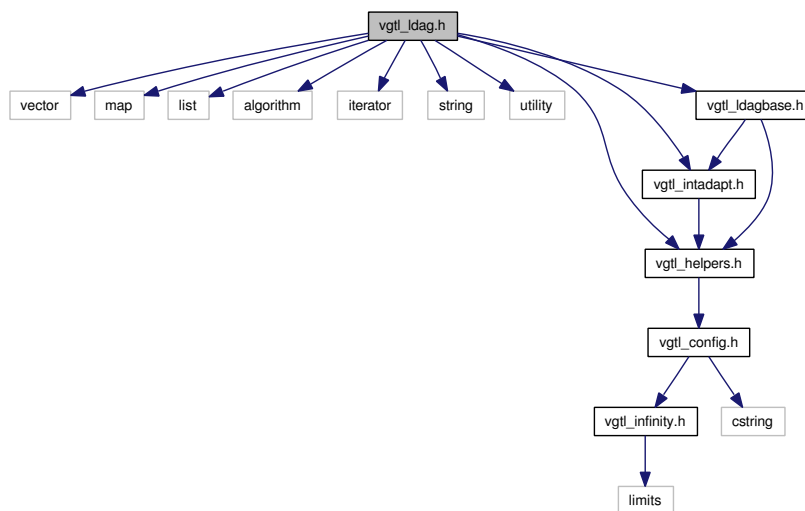 vgtl_ldag.h
vector
map
list
algorithm
iterator
string
utility
vgtl_ldagbase.h
vgtl_intadapt.h
vgtl_helpers.h
vgtl_config.h
vgtl_infinity.h
cstring
limits